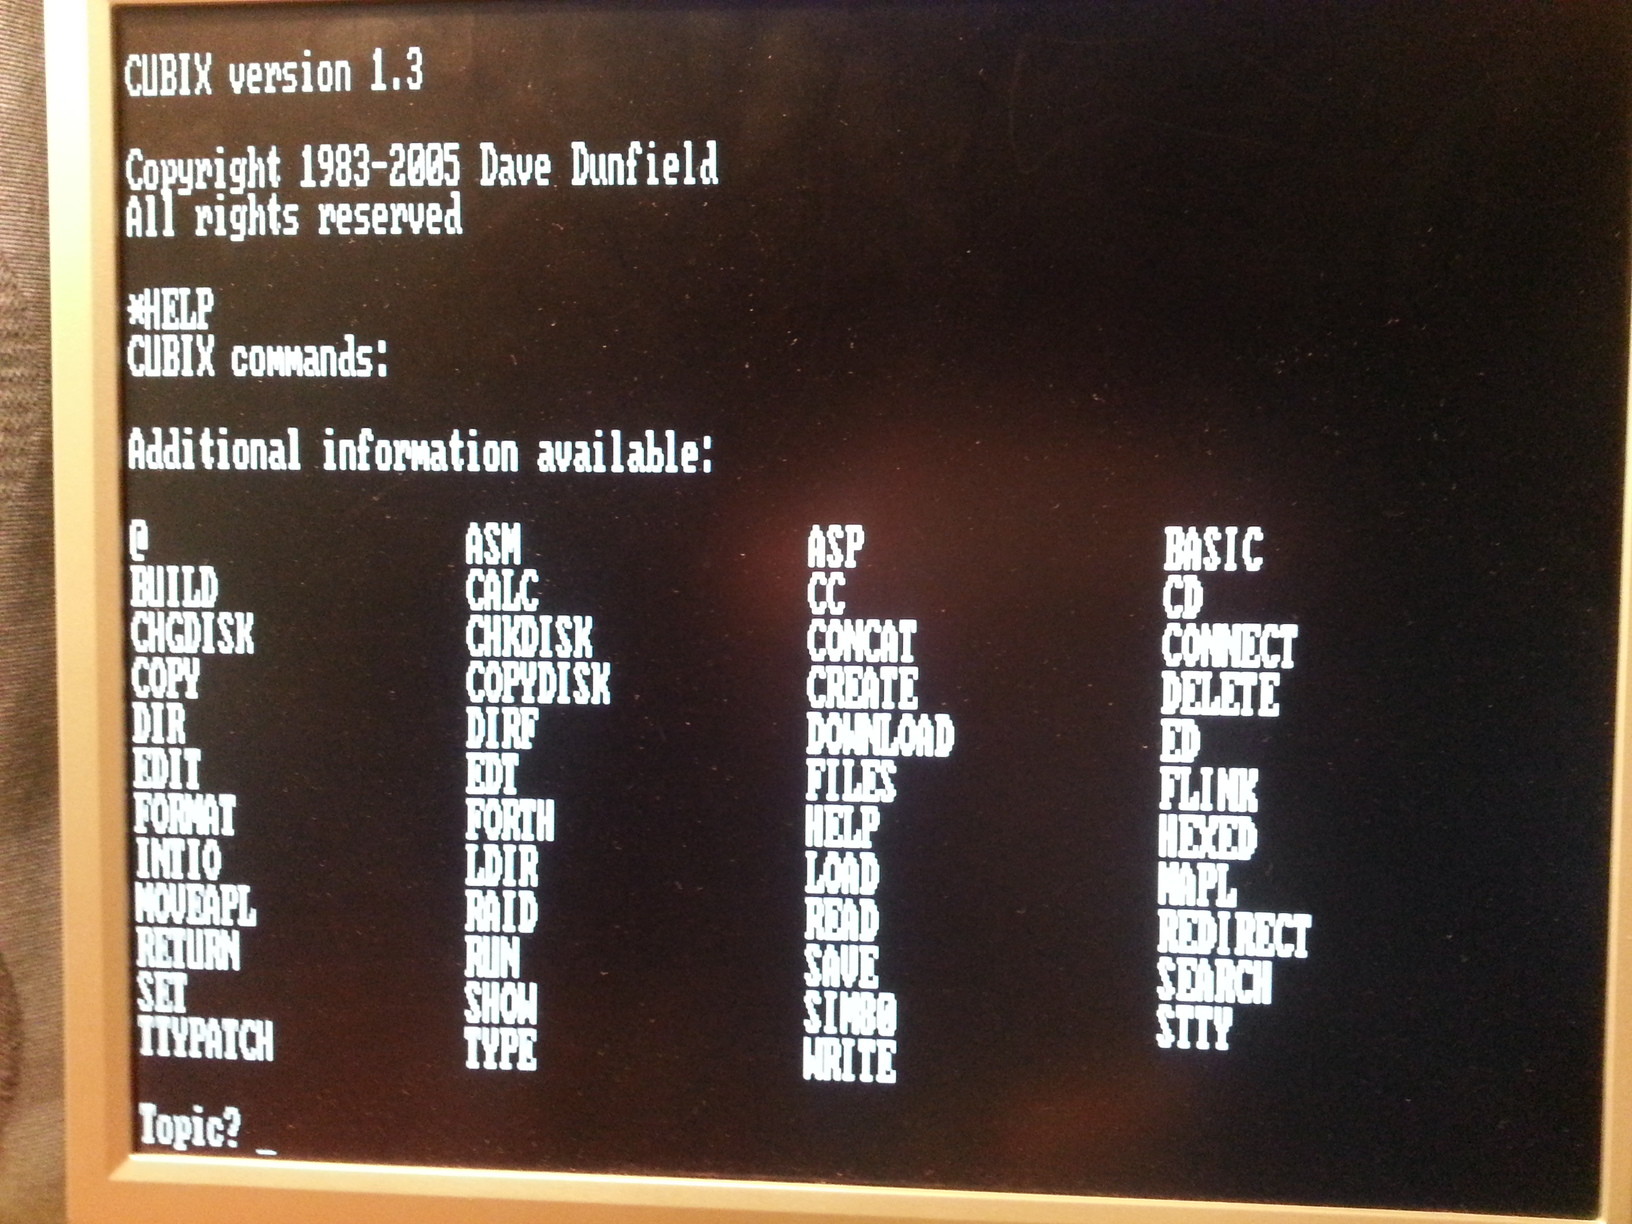 CUBIX version 1.3
Copyright 1983-2005 Dave Dunfield
All rights reserved
*HELP
CUBIX commands:
Additional information available:
@ ASM ASP BASIC
BUILD CALC CC CD
CHGDISK CHKDISK CONCAT CONNECT
COPY COPYDISK CREATE DELETE
DIR DIRF DOWNLOAD ED
EDIT EDT FILES FLINK
FORMAT FORTH HELP HEXED
INTIO LDIR LOAD MAPL
MOVEAPL RAID READ REDIRECT
RETURN RUN SAVE SEARCH
SET SHOW SIM80 STTY
TTYPATCH TYPE WRITE
Topic? _